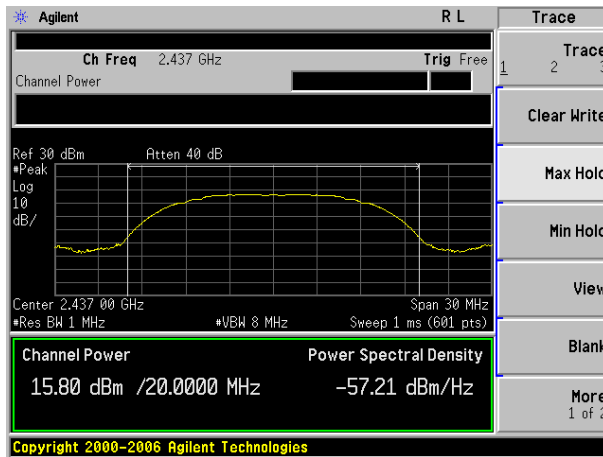 Agilent R L Trace
Ch Freq 2.437 GHz Trig Free
Channel Power
Trace
1 2 3
Clear Write
Max Hold
Min Hold
View
Blank
More
1 of 2
Ref 30 dBm Atten 40 dB
#Peak
Log
10
dB/
Center 2.437 00 GHz Span 30 MHz
#Res BW 1 MHz #VBW 8 MHz Sweep 1 ms (601 pts)
Channel Power Power Spectral Density
15.80 dBm /20.0000 MHz -57.21 dBm/Hz
Copyright 2000-2006 Agilent Technologies